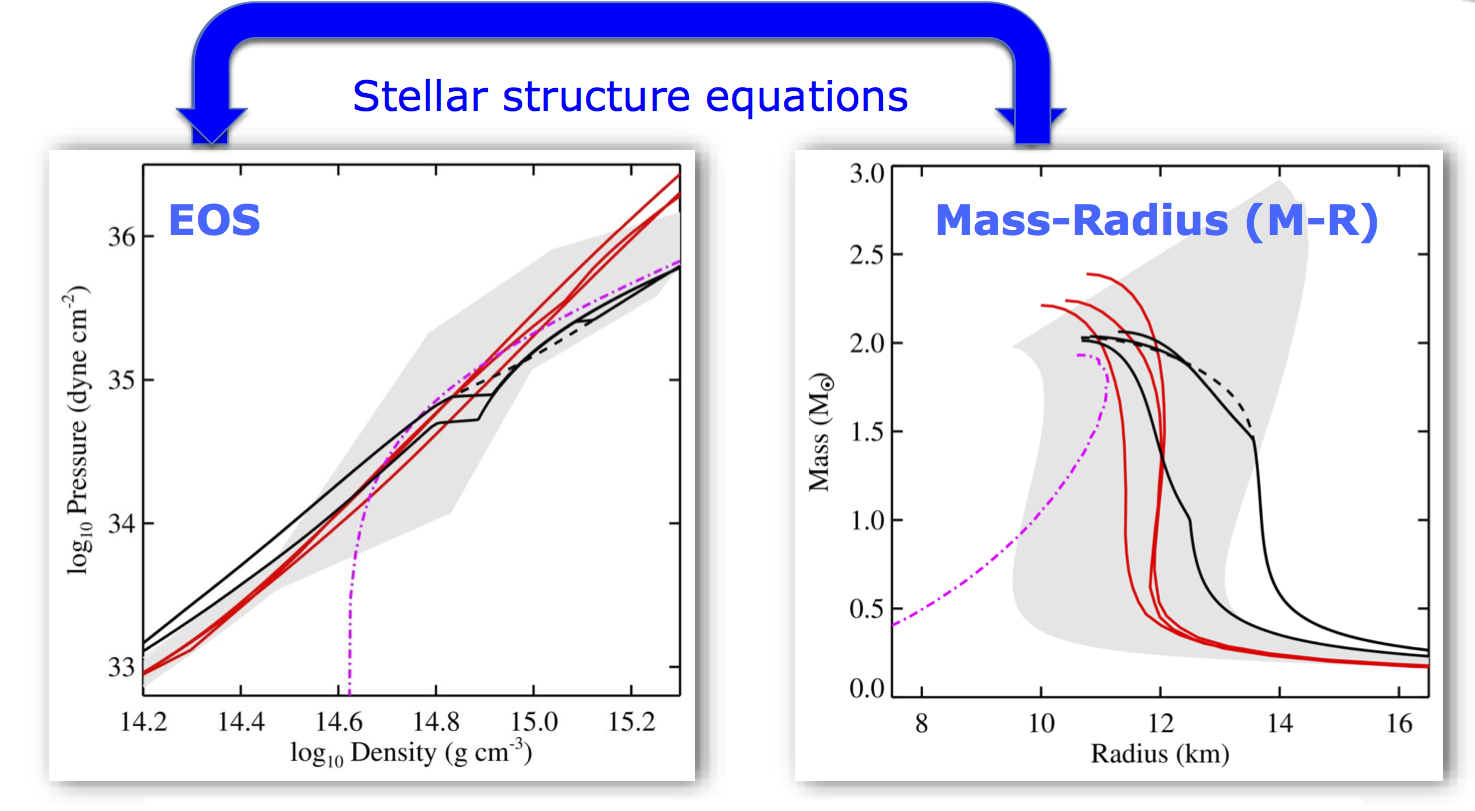 Stellar structure equations
EOS
36
35
34
33
log₁₀ Pressure (dyne cm⁻²)
14.2 14.4 14.6 14.8 15.0 15.2
log₁₀ Density (g cm⁻³)
Mass-Radius (M-R)
3.0
2.5
2.0
1.5
1.0
0.5
0.0
Mass (M☉)
8 10 12 14 16
Radius (km)